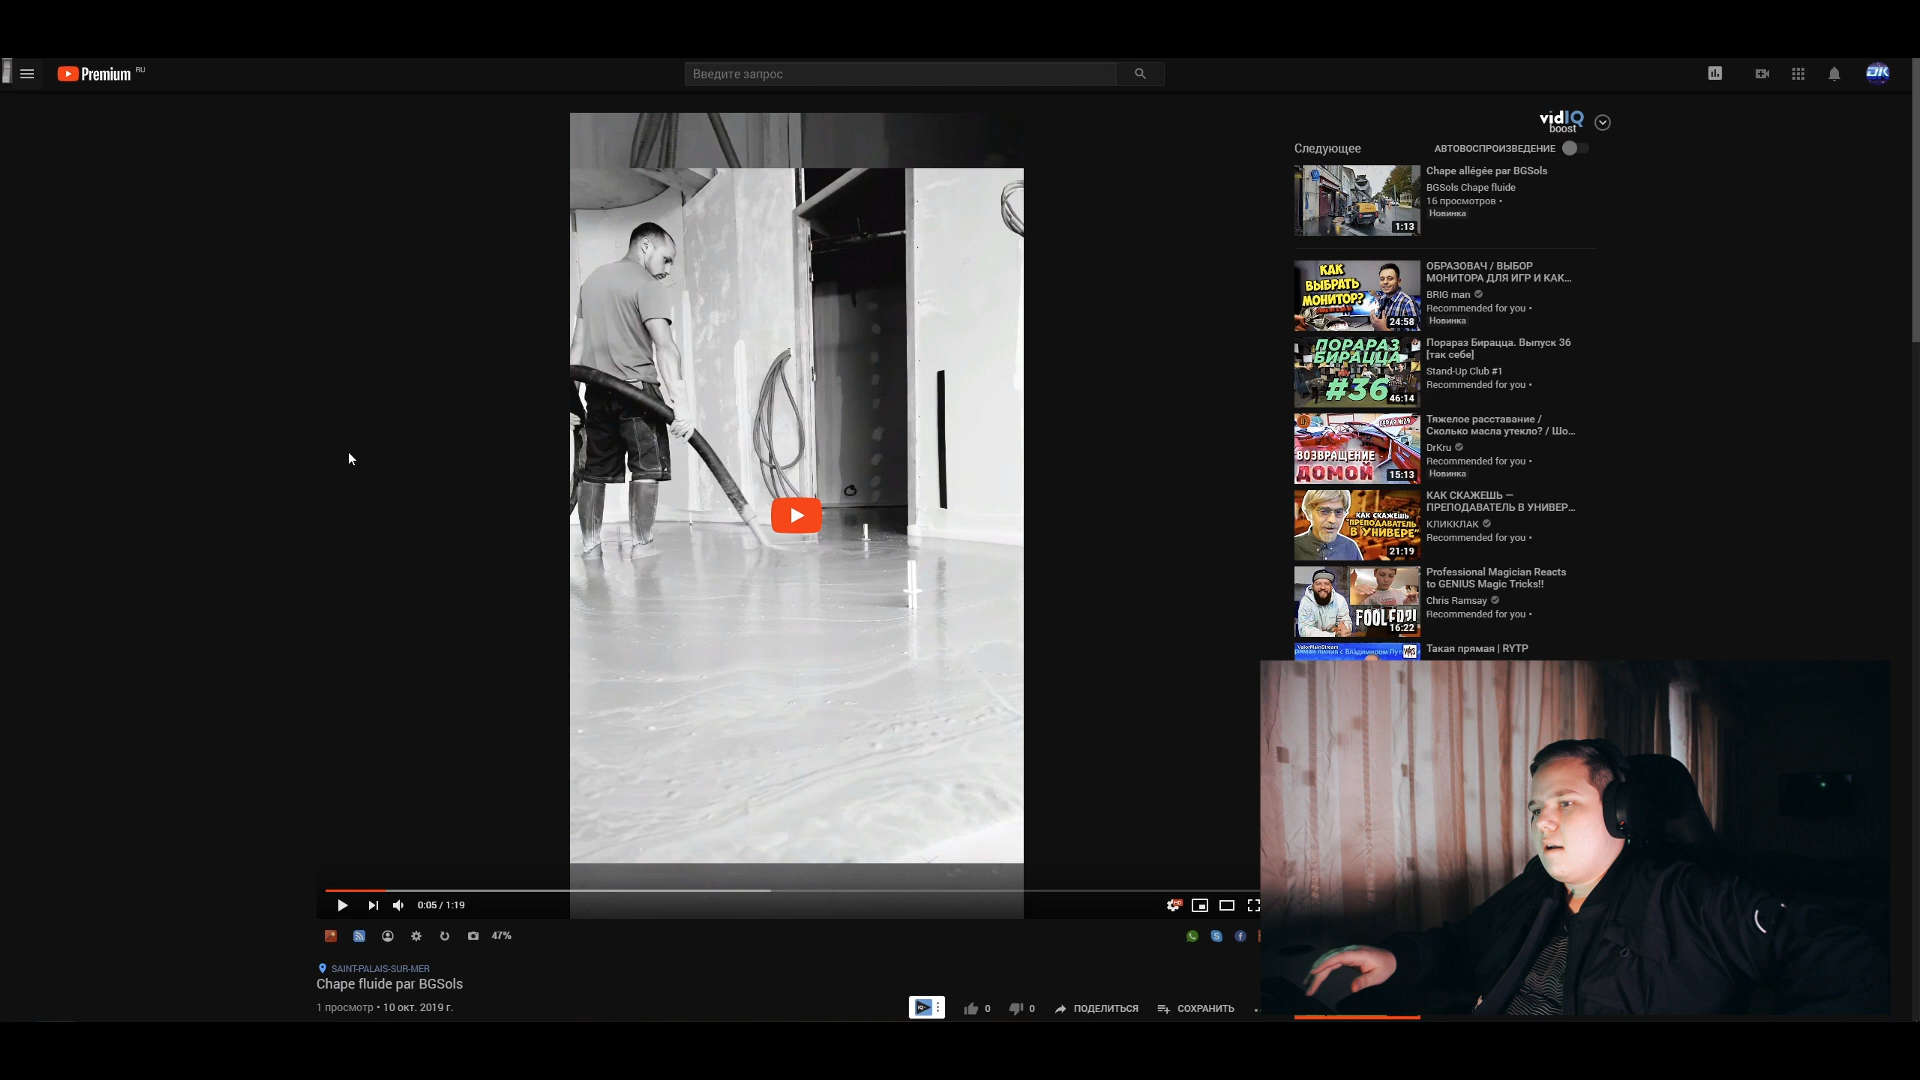 Premium RU
Введите запрос
vidIQ
boost
Следующее
АВТОВОСПРОИЗВЕДЕНИЕ
1:13
Chape allégée par BGSols
BGSols Chape fluide
16 просмотров •
Новинка
КАК
ВЫБРАТЬ
МОНИТОР?
24:58
ОБРАЗОВАЧ / ВЫБОР
МОНИТОРА ДЛЯ ИГР И КАК...
BRIG man
Recommended for you •
Новинка
ПОРАРАЗ
БИРАЦЦА
#36
46:14
Порараз Бирацца. Выпуск 36
[так себе]
Stand-Up Club #1
Recommended for you •
ВОЗВРАЩЕНИЕ
ДОМОЙ
15:13
Тяжелое расставание /
Сколько масла утекло? / Шо...
DrKru
Recommended for you •
Новинка
КАК СКАЖЕШЬ
"ПРЕПОДАВАТЕЛЬ
В УНИВЕРЕ"
21:19
КАК СКАЖЕШЬ —
ПРЕПОДАВАТЕЛЬ В УНИВЕР...
КЛИККЛАК
Recommended for you •
FOOLED?!
16:22
Professional Magician Reacts
to GENIUS Magic Tricks!!
Chris Ramsay
Recommended for you •
Такая прямая | RYTP
0:05 / 1:19
47%
SAINT-PALAIS-SUR-MER
Chape fluide par BGSols
1 просмотр • 10 окт. 2019 г.
0
0
ПОДЕЛИТЬСЯ
СОХРАНИТЬ